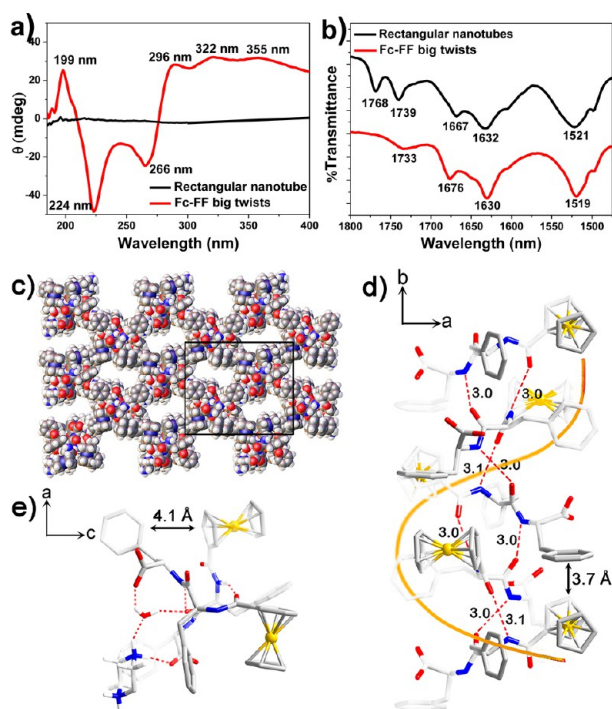 a)
199 nm
296 nm
322 nm
355 nm
224 nm
266 nm
θ (mdeg)
40
20
0
-20
-40
Rectangular nanotube
Fc-FF big twists
200 250 300 350 400
Wavelength (nm)
b)
Rectangular nanotubes
Fc-FF big twists
1768
1739
1667
1632
1521
1733
1676
1630
1519
%Transmittance
1800 1750 1700 1650 1600 1550 1500
Wavelength (nm)
c)
d)
b
a
3.0
3.0
3.1
3.0
3.0
3.0
3.7 Å
3.0
3.1
e)
a
c
4.1 Å